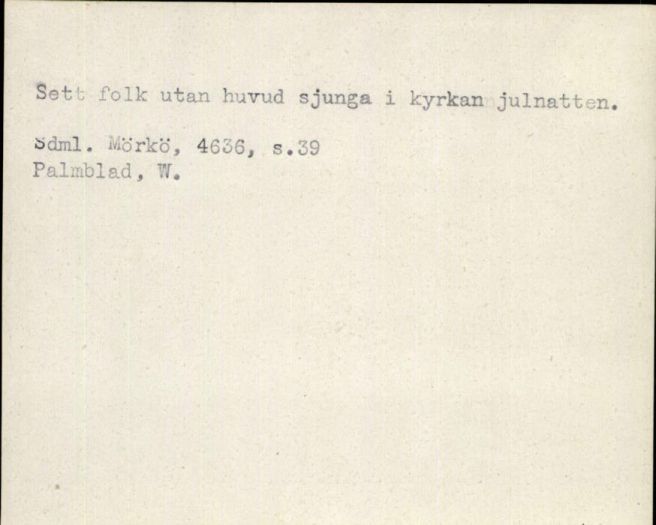 Sett folk utan huvud sjunga i kyrkan julnatten.
Sdml. Mörkö, 4636, s.39
Palmblad, W.